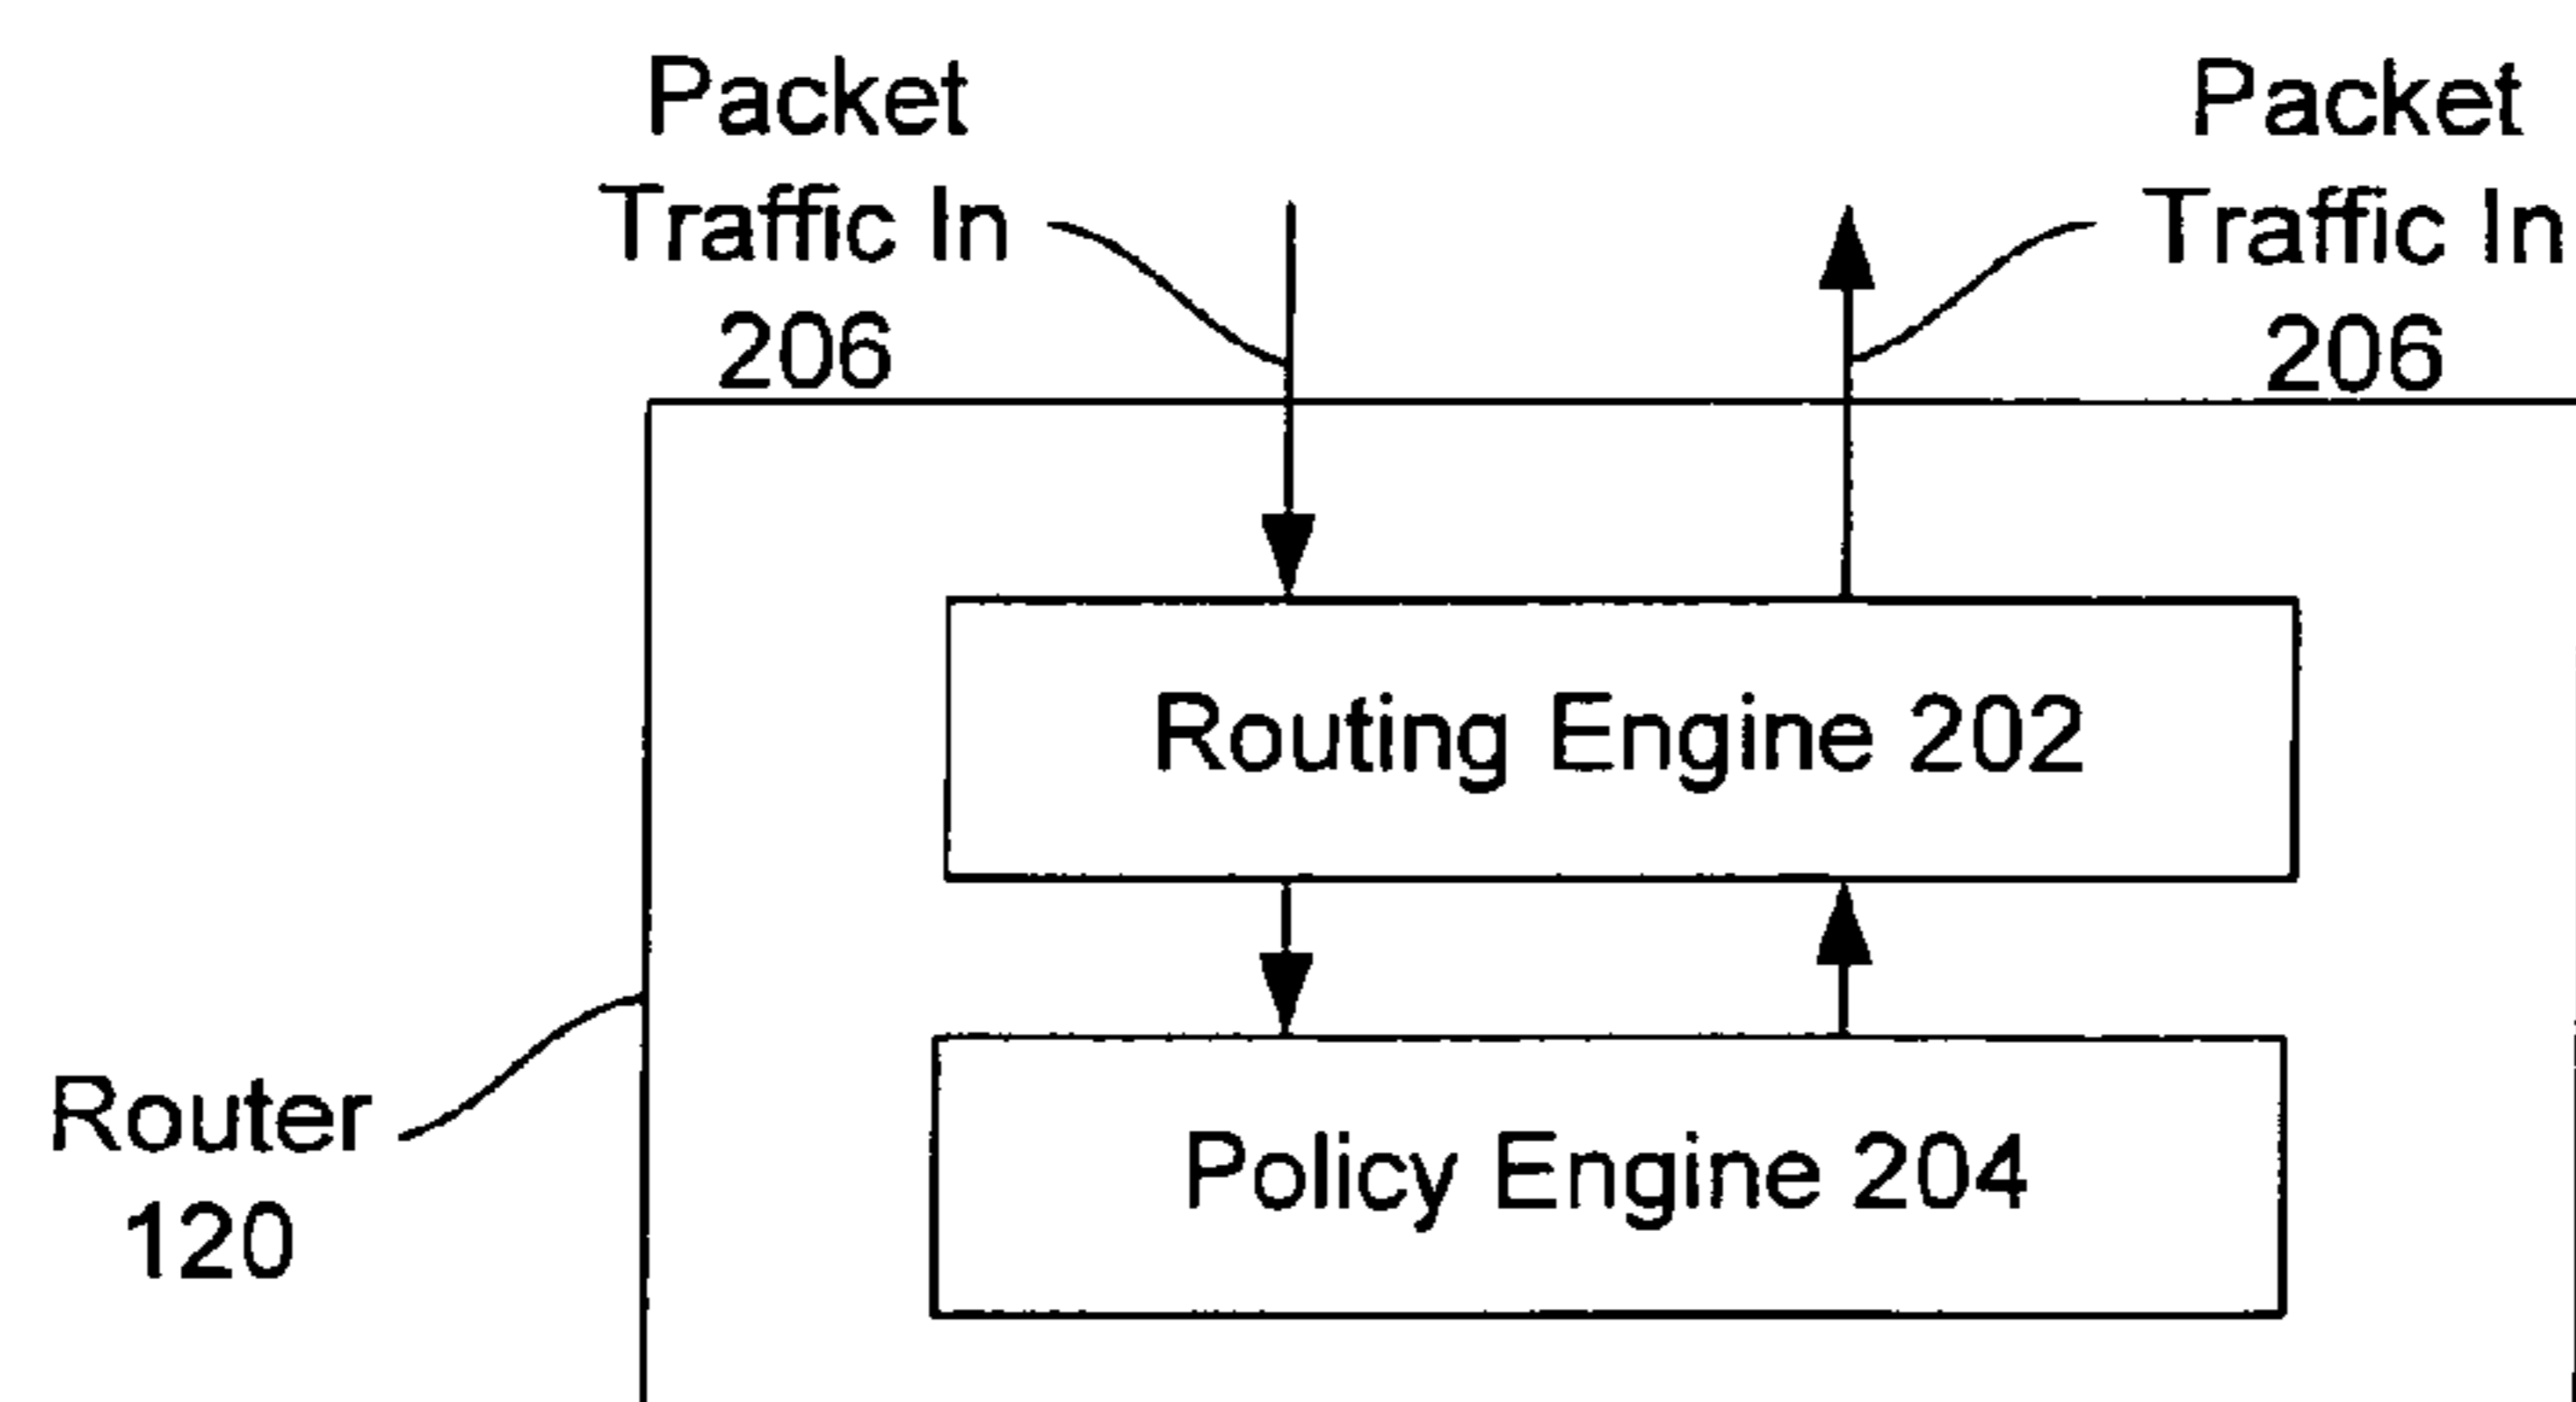 Packet
Traffic In
206
Packet
Traffic In
206
Routing Engine 202
Policy Engine 204
Router
120